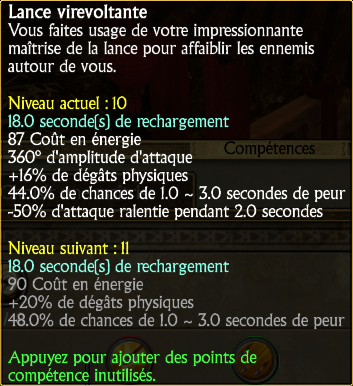 Lance virevoltante
Vous faites usage de votre impressionnante
maîtrise de la lance pour affaiblir les ennemis
autour de vous.
Niveau actuel : 10
18.0 seconde(s) de rechargement
87 Coût en énergie
360° d'amplitude d'attaque
Compétences
+16% de dégâts physiques
44.0% de chances de 1.0 ~ 3.0 secondes de peur
-50% d'attaque ralentie pendant 2.0 secondes
Niveau suivant : 11
18.0 seconde(s) de rechargement
90 Coût en énergie
+20% de dégâts physiques
48.0% de chances de 1.0 ~ 3.0 secondes de peur
Appuyez pour ajouter des points de
compétence inutilisés.